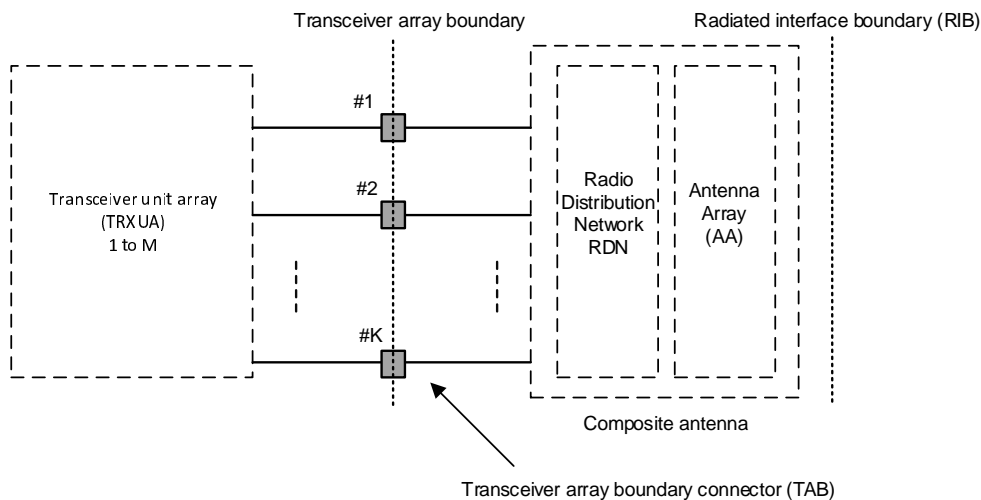 Transceiver array boundary
Radiated interface boundary (RIB)
#1
#2
#K
Transceiver unit array
(TRXUA)
1 to M
Radio
Distribution
Network
RDN
Antenna
Array
(AA)
Composite antenna
Transceiver array boundary connector (TAB)